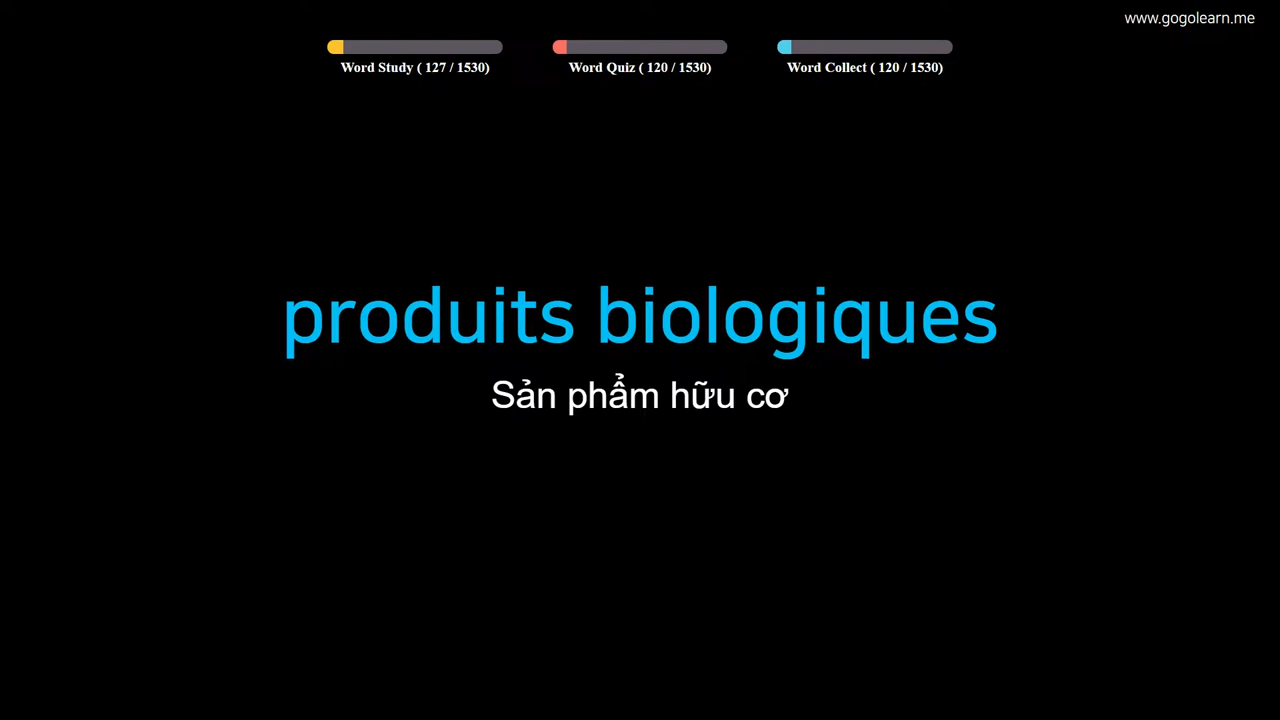 www.gogolearn.me
Word Study ( 127 / 1530)
Word Quiz ( 120 / 1530)
Word Collect ( 120 / 1530)
produits biologiques
Sản phẩm hữu cơ